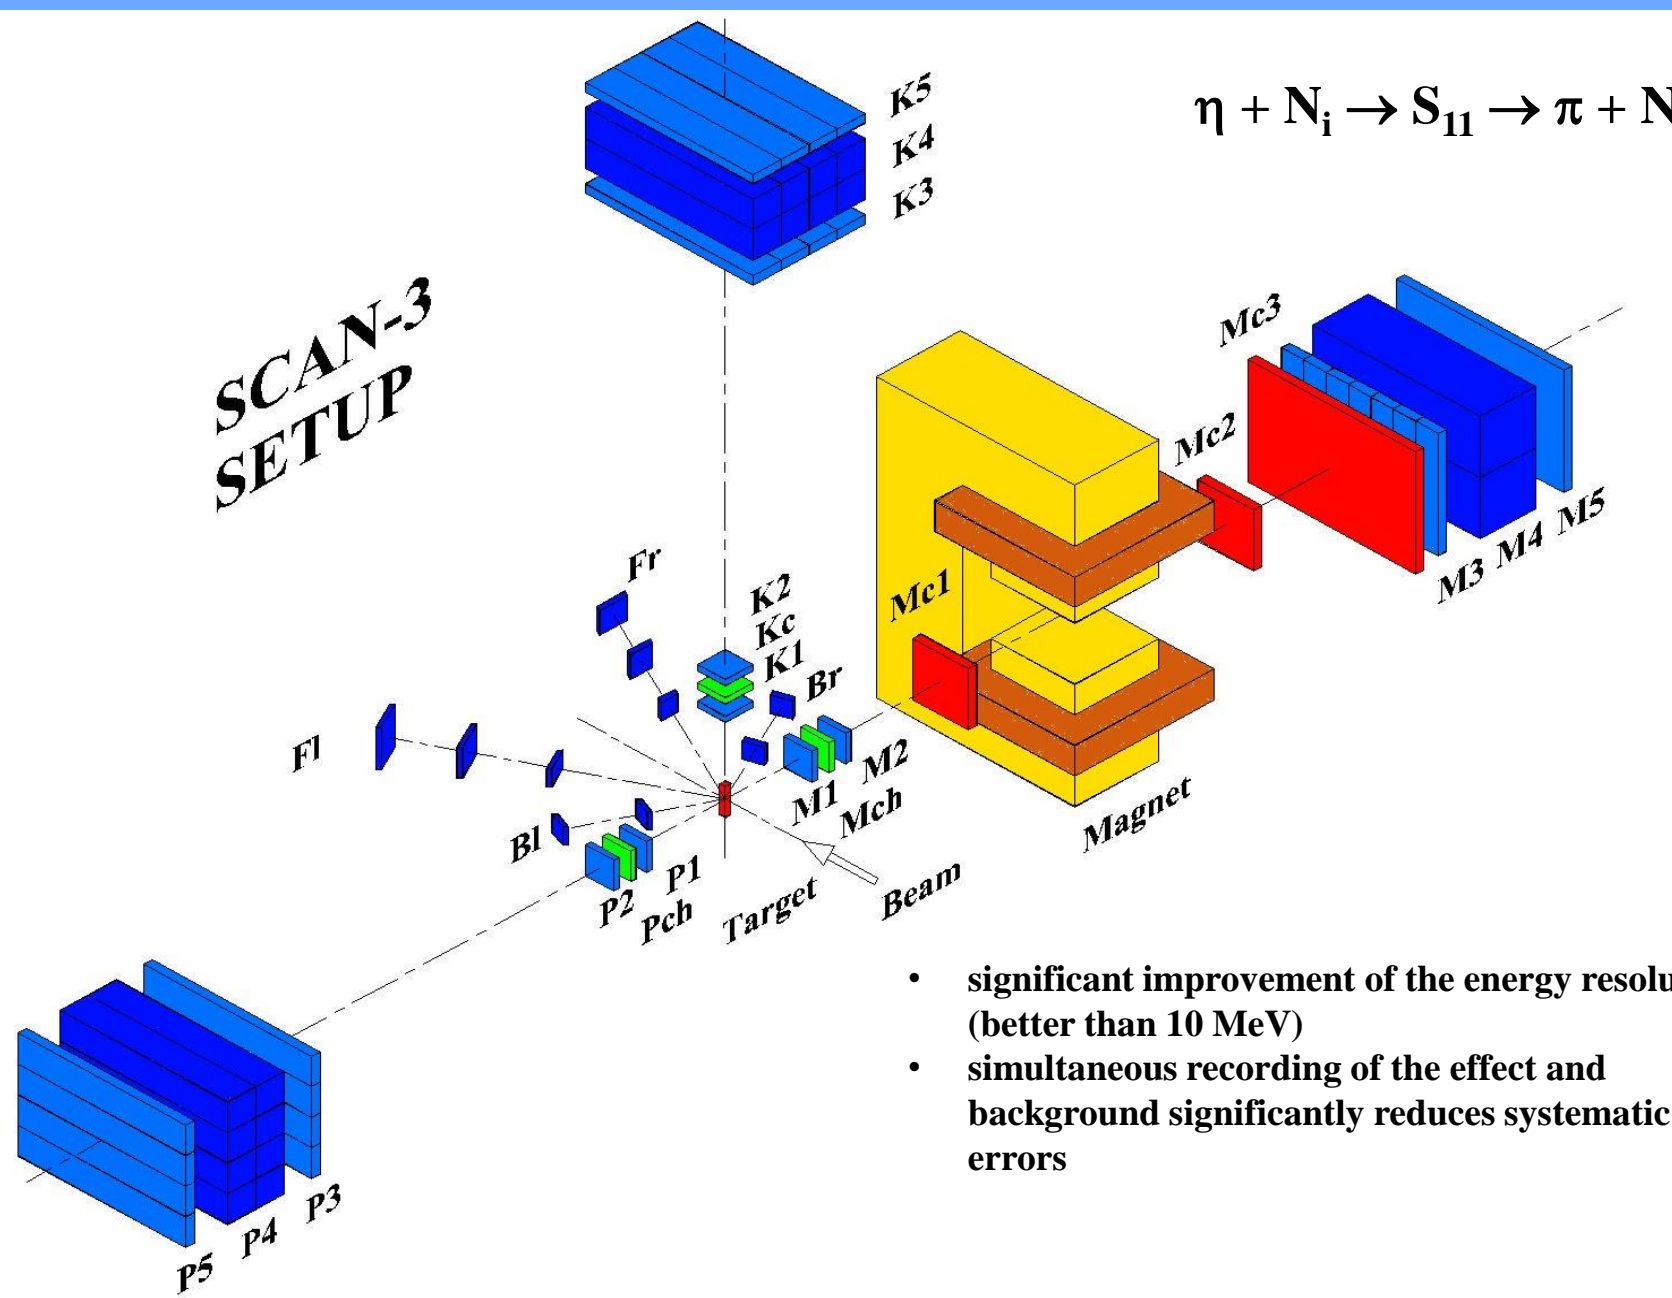 η + Nᵢ → S₁₁ → π + N
K5
K4
K3
SCAN-3
SETUP
Mc3
Mc2
M3 M4 M5
Fr
K2
Kc
K1
Mc1
Br
Fl
M2
M1
Mch
Magnet
Bl
P1
P2
Pch
Target
Beam
• significant improvement of the energy resolu
(better than 10 MeV)
• simultaneous recording of the effect and
background significantly reduces systematic
errors
P3
P4
P5